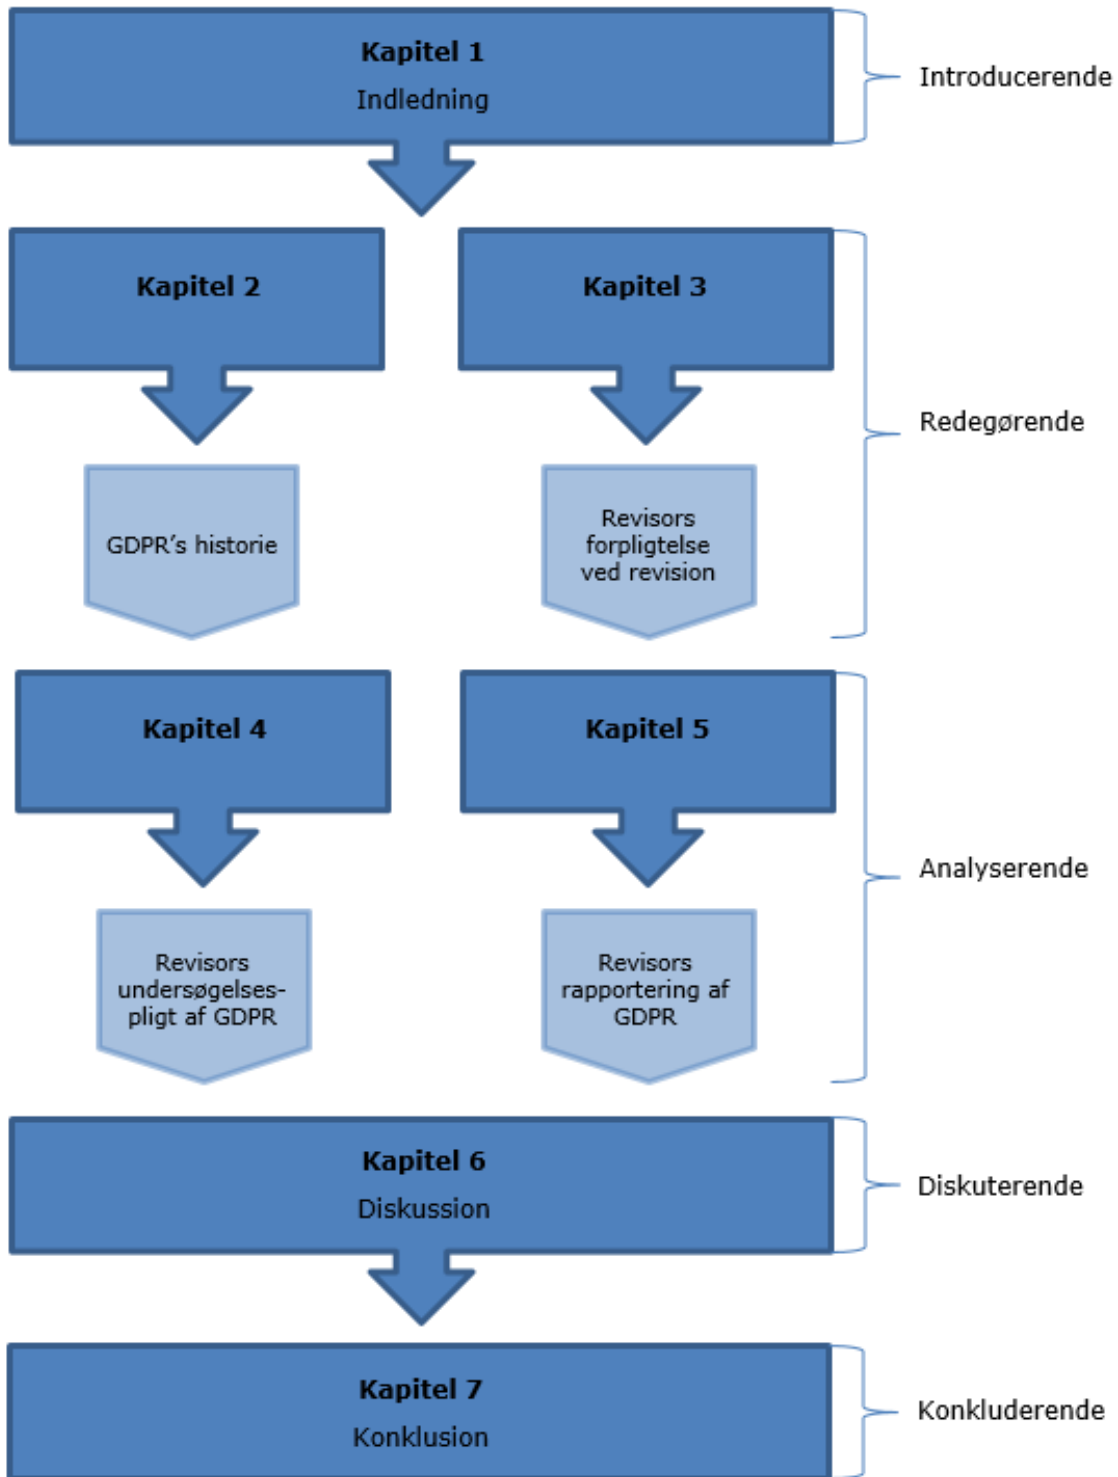 Kapitel 1
Indledning
Introducerende
Kapitel 2
Kapitel 3
Redegørende
GDPR’s historie
Revisors
forpligtelse
ved revision
Kapitel 4
Kapitel 5
Analyserende
Revisors
undersøgelses-
pligt af GDPR
Revisors
rapportering af
GDPR
Kapitel 6
Diskussion
Diskuterende
Kapitel 7
Konklusion
Konkluderende